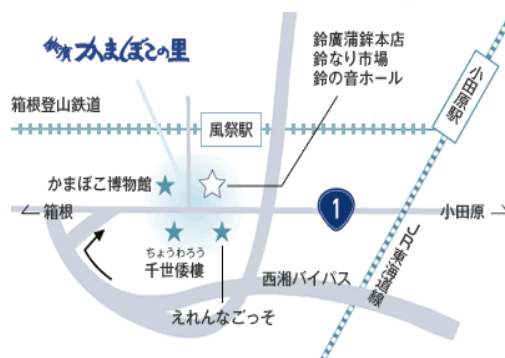 鈴廣かまぼこの里
鈴廣蒲鉾本店
鈴なり市場
鈴の音ホール
小田原駅
箱根登山鉄道
風祭駅
かまぼこ博物館
箱根
1
小田原
ちょうわろう
千世倭樓
西湘バイパス
JR東海道線
えれんなごっそ